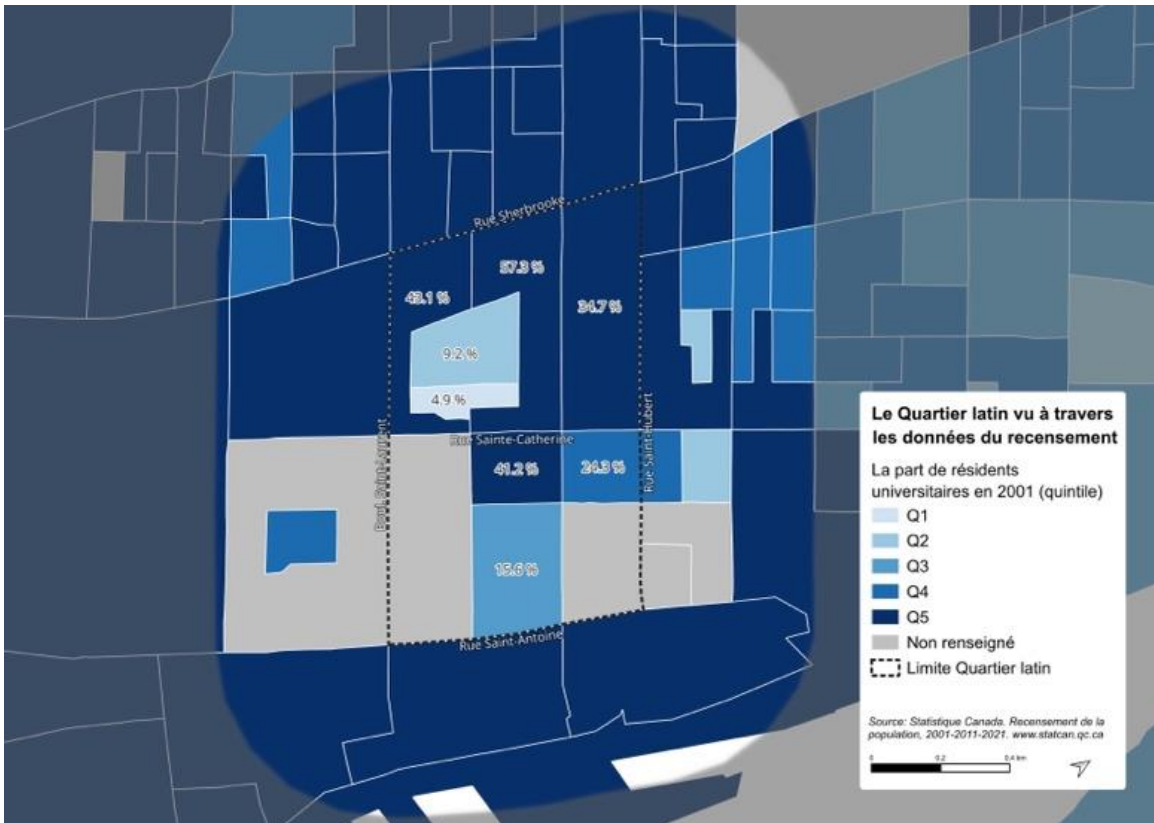 Rue Sherbrooke
57.3 %
43.1 %
34.7 %
9.2 %
4.9 %
Boul. Saint-Laurent
Rue Sainte-Catherine
Rue Saint-Hubert
41.2 %
24.3 %
15.6 %
Rue Saint-Antoine
Le Quartier latin vu à travers
les données du recensement
La part de résidents
universitaires en 2001 (quintile)
Q1
Q2
Q3
Q4
Q5
Non renseigné
Limite Quartier latin
Source: Statistique Canada. Recensement de la
population, 2001-2011-2021. www.statcan.qc.ca
0 0.2 0.4 km